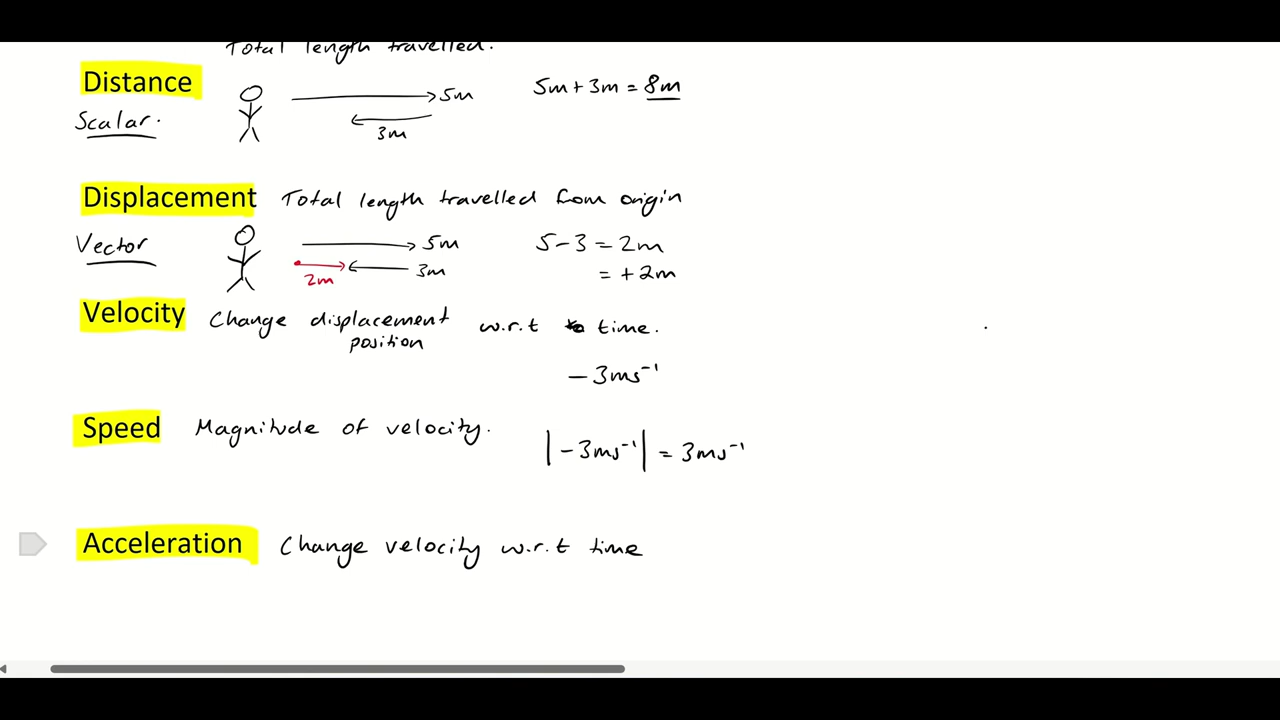 Total length travelled.
Distance
5m
5m + 3m = 8m
Scalar.
3m
Displacement Total length travelled from origin
Vector
5m
5 - 3 = 2m
2m
3m
= +2m
Velocity Change displacement w.r.t time.
position
- 3ms⁻¹
Speed Magnitude of velocity.
|-3ms⁻¹| = 3ms⁻¹
Acceleration Change velocity w.r.t time